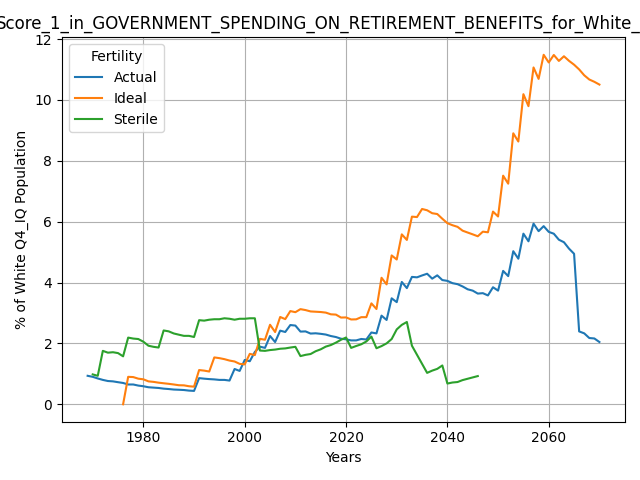 Score_1_in_GOVERNMENT_SPENDING_ON_RETIREMENT_BENEFITS_for_White_
Fertility
Actual
Ideal
Sterile
% of White Q4_IQ Population
12
10
8
6
4
2
0
1980
2000
2020
2040
2060
Years